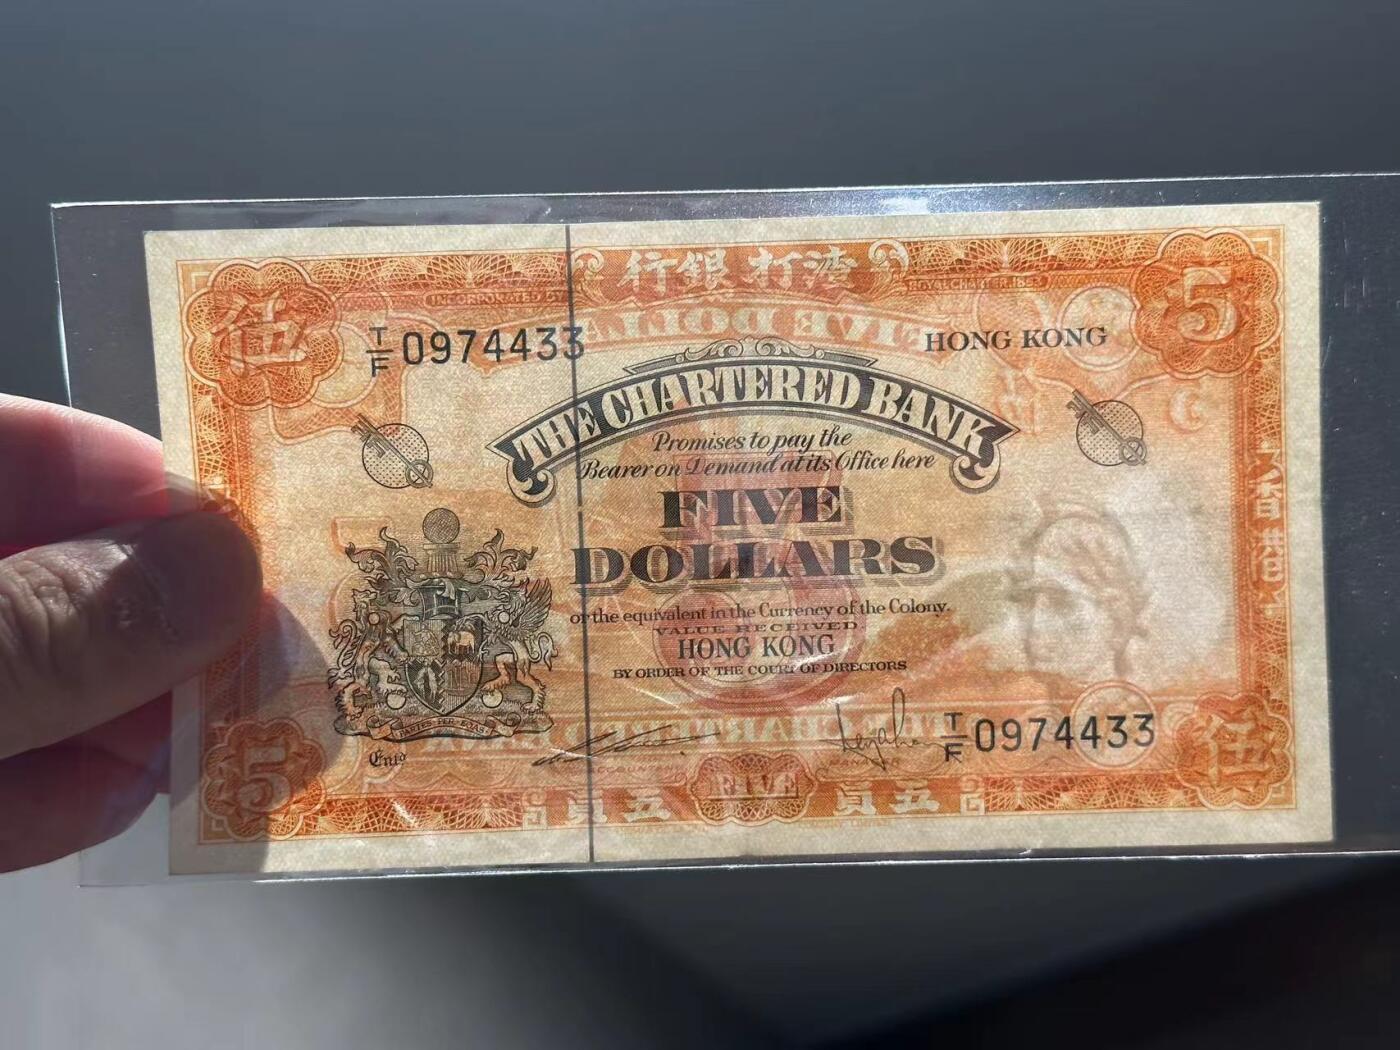 行銀打渣
INCORPORATED BY
ROYAL CHARTER 1853
伍
5
T/F 0974433
HONG KONG
THE CHARTERED BANK
Promises to pay the
Bearer on Demand at its Office here
FIVE
DOLLARS
or the equivalent in the Currency of the Colony.
VALUE RECEIVED
HONG KONG
BY ORDER OF THE COURT OF DIRECTORS
T/F 0974433
Entd
5
FIVE
員五
員五
伍